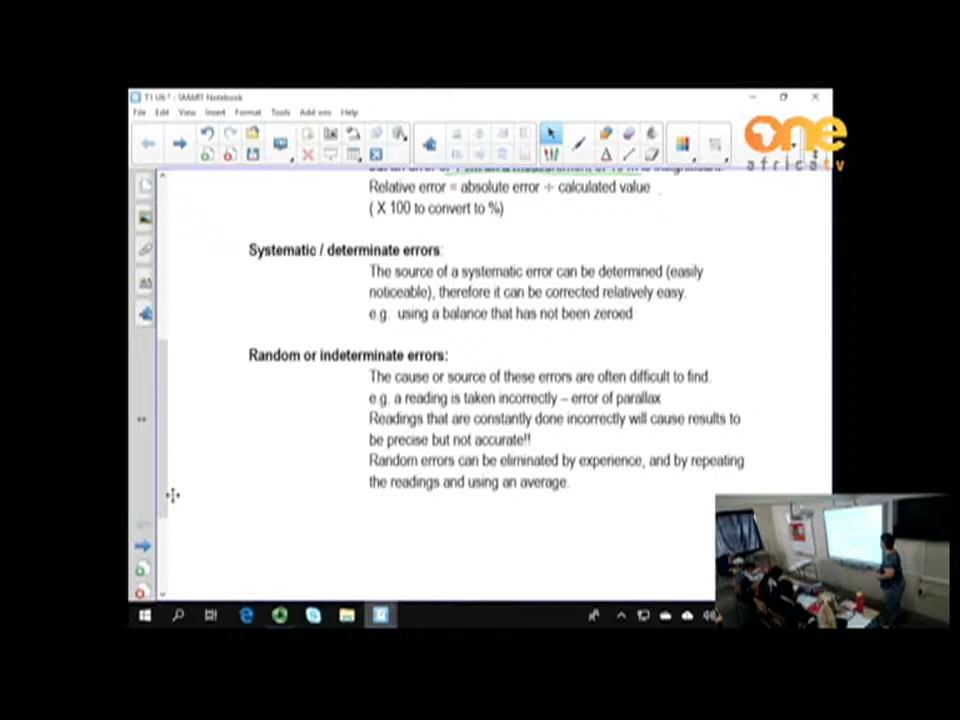 T1 U6 * : SMART Notebook
File Edit View Insert Format Tools Add-ons Help
one
africa tv
Relative error = absolute error ÷ calculated value
( X 100 to convert to %)
Systematic / determinate errors:
The source of a systematic error can be determined (easily
noticeable), therefore it can be corrected relatively easy.
e.g. using a balance that has not been zeroed
Random or indeterminate errors:
The cause or source of these errors are often difficult to find.
e.g. a reading is taken incorrectly – error of parallax
Readings that are constantly done incorrectly will cause results to
be precise but not accurate!!
Random errors can be eliminated by experience, and by repeating
the readings and using an average.